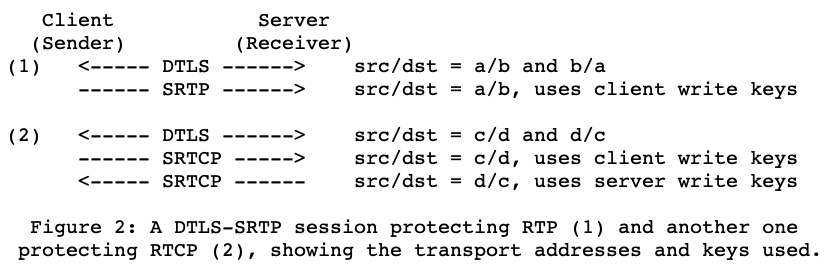 Client Server
(Sender) (Receiver)
(1) <----- DTLS ------> src/dst = a/b and b/a
------ SRTP ------> src/dst = a/b, uses client write keys
(2) <----- DTLS ------> src/dst = c/d and d/c
------ SRTCP -----> src/dst = c/d, uses client write keys
<----- SRTCP ------ src/dst = d/c, uses server write keys
Figure 2: A DTLS-SRTP session protecting RTP (1) and another one
protecting RTCP (2), showing the transport addresses and keys used.